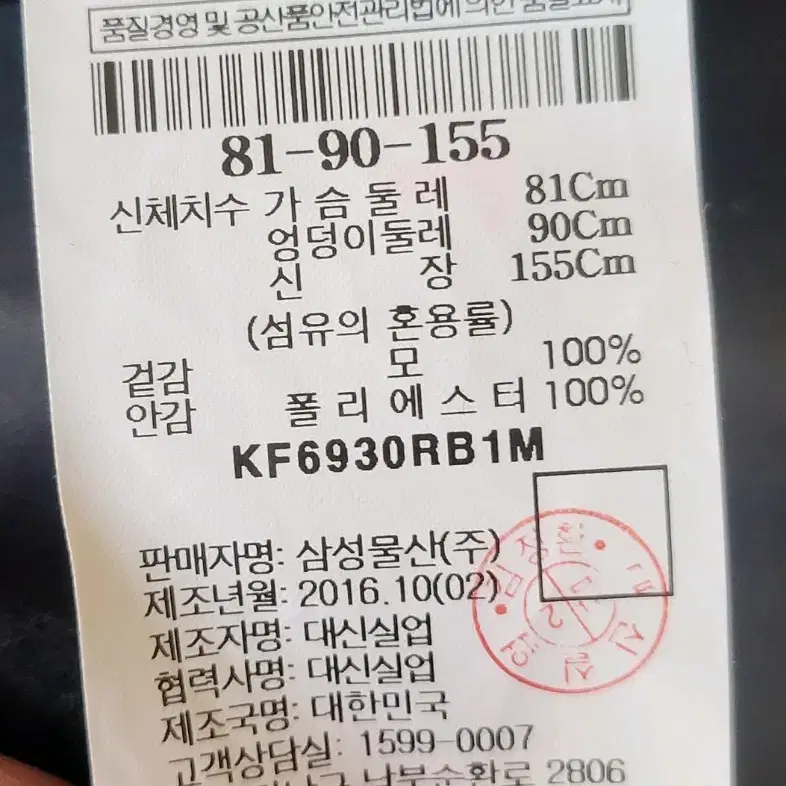 품질경영 및 공산품안전관리법에 의한 품질표시
81-90-155
신체치수 가슴둘레 81Cm
엉덩이둘레 90Cm
신장 155Cm
(섬유의 혼용률)
겉감 모 100%
안감 폴리에스터 100%
KF6930RB1M
판매자명: 삼성물산(주)
제조년월: 2016.10(02)
제조자명: 대신실업
협력사명: 대신실업
제조국명: 대한민국
고객상담실: 1599-0007
남부순환로 2806